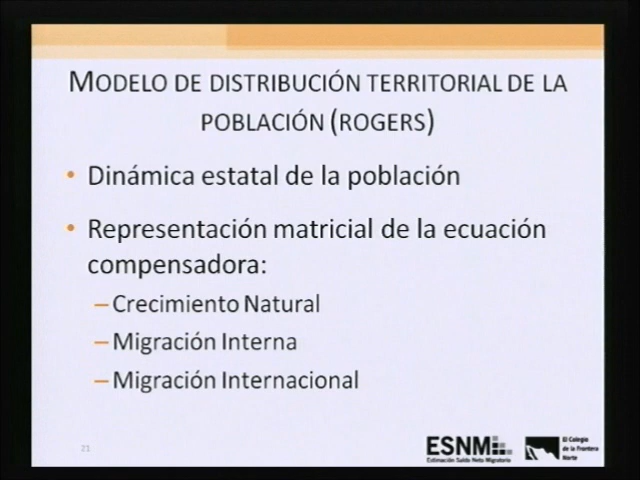 MODELO DE DISTRIBUCIÓN TERRITORIAL DE LA
POBLACIÓN (ROGERS)
• Dinámica estatal de la población
• Representación matricial de la ecuación
compensadora:
–Crecimiento Natural
–Migración Interna
–Migración Internacional
21
ESNM
Estimación Saldo Neto Migratorio
El Colegio
de la Frontera
Norte